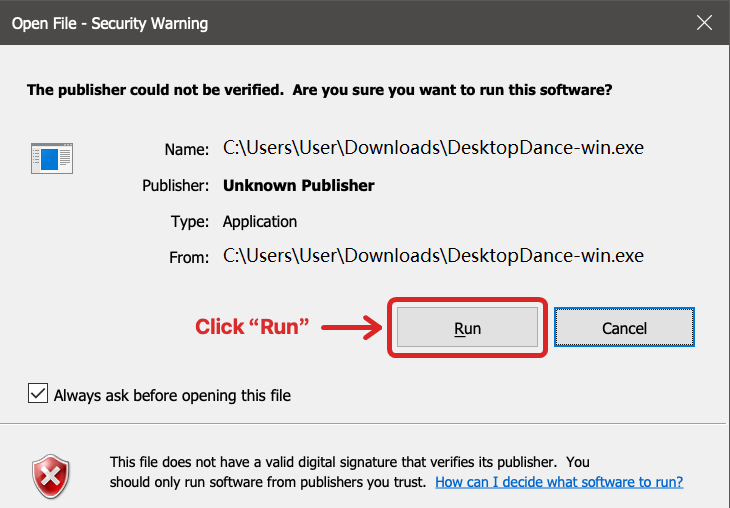 Open File - Security Warning
The publisher could not be verified. Are you sure you want to run this software?
Name: C:\Users\User\Downloads\DesktopDance-win.exe
Publisher: Unknown Publisher
Type: Application
From: C:\Users\User\Downloads\DesktopDance-win.exe
Click “Run” Run Cancel
Always ask before opening this file
This file does not have a valid digital signature that verifies its publisher. You
should only run software from publishers you trust. How can I decide what software to run?